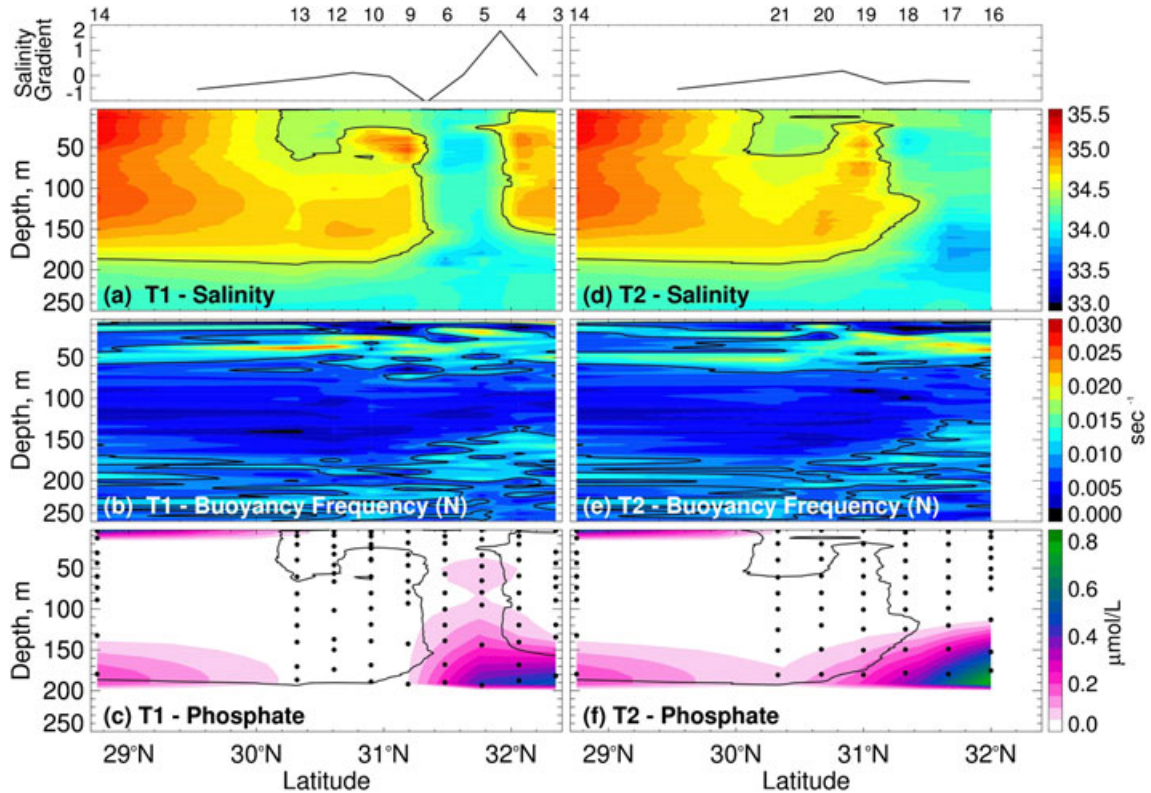 14 13 12 10 9 6 5 4 3
14 21 20 19 18 17 16
Salinity
Gradient
2
1
0
-1
Depth, m
50
100
150
200
250
(a) T1 - Salinity
(d) T2 - Salinity
35.5
35.0
34.5
34.0
33.5
33.0
Depth, m
50
100
150
200
250
(b) T1 - Buoyancy Frequency (N)
(e) T2 - Buoyancy Frequency (N)
0.030
0.025
0.020
0.015
0.010
0.005
0.000
sec⁻¹
Depth, m
50
100
150
200
250
(c) T1 - Phosphate
(f) T2 - Phosphate
0.8
0.6
0.4
0.2
0.0
μmol/L
29°N 30°N 31°N 32°N
29°N 30°N 31°N 32°N
Latitude
Latitude